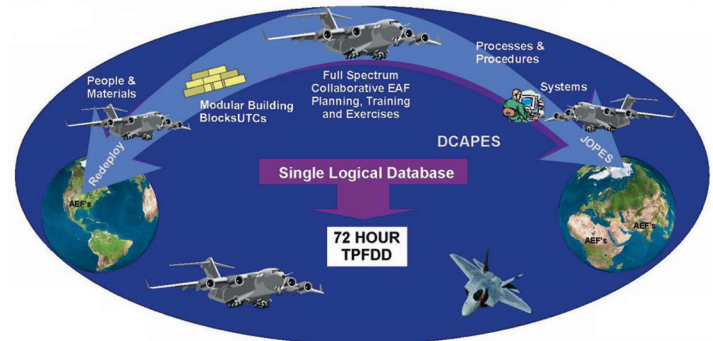 People &
Materials
Modular Building
BlocksUTCs
Full Spectrum
Collaborative EAF
Planning, Training
and Exercises
Processes &
Procedures
Systems
DCAPES
Redeploy
JOPES
AEF's
Single Logical Database
72 HOUR
TPFDD
AEF's
AEF's